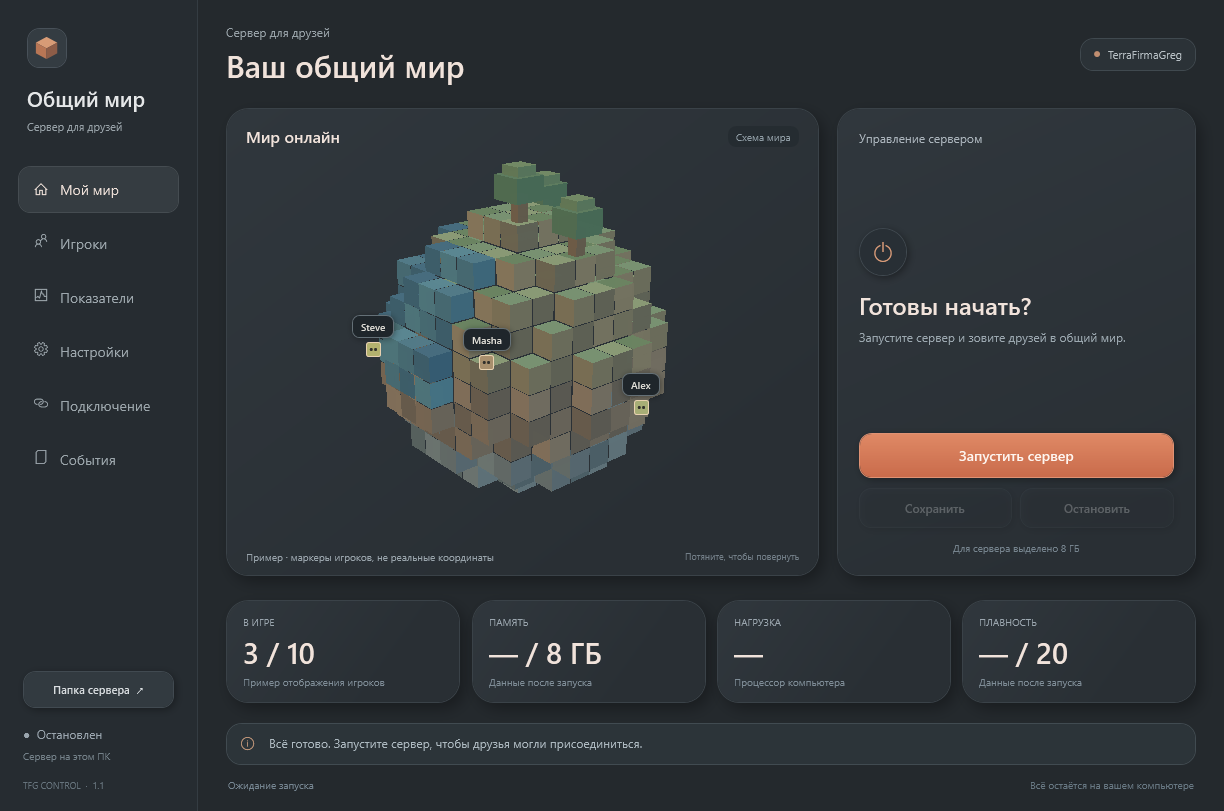 Общий мир
Сервер для друзей
Мой мир
Игроки
Показатели
Настройки
Подключение
События
Папка сервера ↗
Остановлен
Сервер на этом ПК
TFG CONTROL · 1.1
Сервер для друзей
Ваш общий мир
TerraFirmaGreg
Мир онлайн
Схема мира
Steve
Masha
Alex
Пример · маркеры игроков, не реальные координаты
Потяните, чтобы повернуть
Управление сервером
Готовы начать?
Запустите сервер и зовите друзей в общий мир.
Запустить сервер
Сохранить
Остановить
Для сервера выделено 8 ГБ
В ИГРЕ
3 / 10
Пример отображения игроков
ПАМЯТЬ
— / 8 ГБ
Данные после запуска
НАГРУЗКА
—
Процессор компьютера
ПЛАВНОСТЬ
— / 20
Данные после запуска
Всё готово. Запустите сервер, чтобы друзья могли присоединиться.
Ожидание запуска
Всё остаётся на вашем компьютере